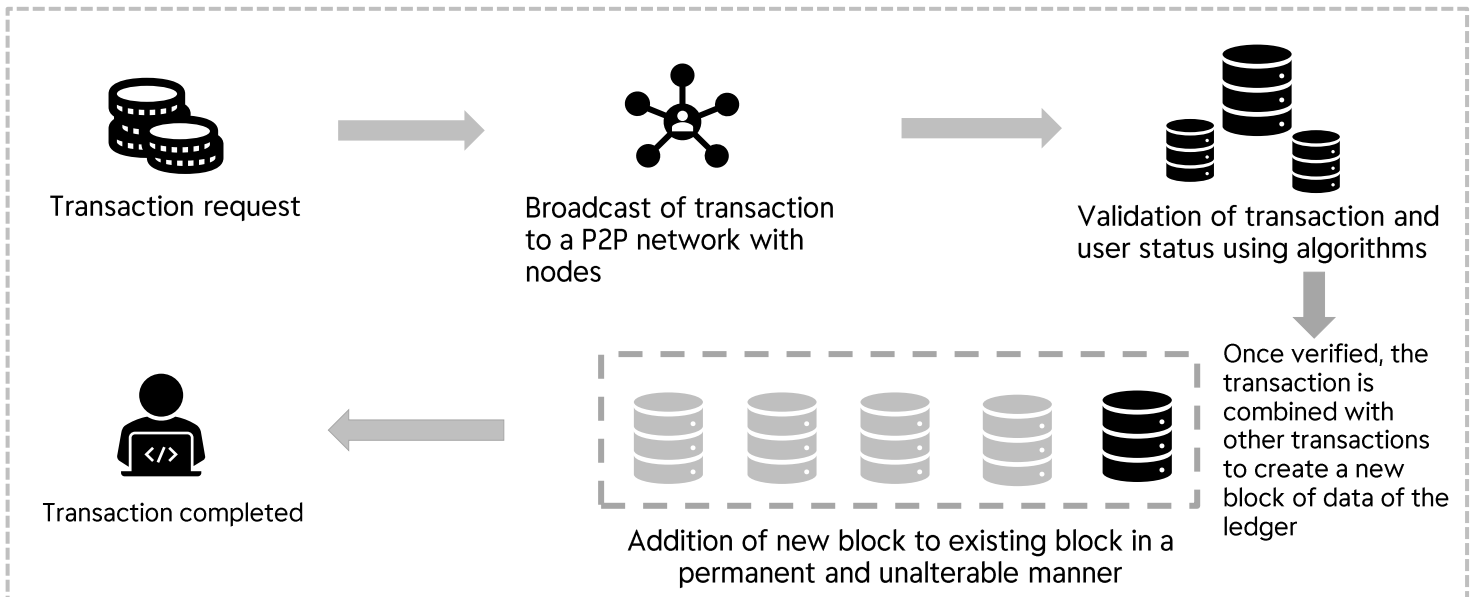 Transaction request
Broadcast of transaction
to a P2P network with
nodes
Validation of transaction and
user status using algorithms
Once verified, the
transaction is
combined with
other transactions
to create a new
block of data of the
ledger
Addition of new block to existing block in a
permanent and unalterable manner
</>
Transaction completed